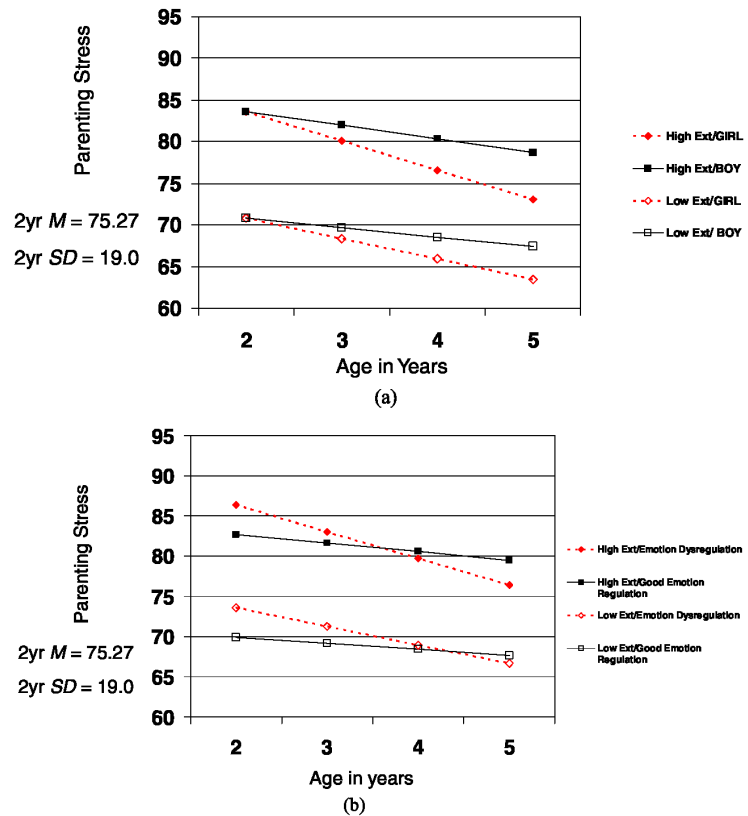 95
90
85
80
75
70
65
60
Parenting Stress
2yr M = 75.27
2yr SD = 19.0
2 3 4 5
Age in Years
High Ext/GIRL
High Ext/BOY
Low Ext/GIRL
Low Ext/ BOY
(a)
95
90
85
80
75
70
65
60
Parenting Stress
2yr M = 75.27
2yr SD = 19.0
2 3 4 5
Age in years
High Ext/Emotion Dysregulation
High Ext/Good Emotion
Regulation
Low Ext/Emotion Dysregulation
Low Ext/Good Emotion
Regulation
(b)